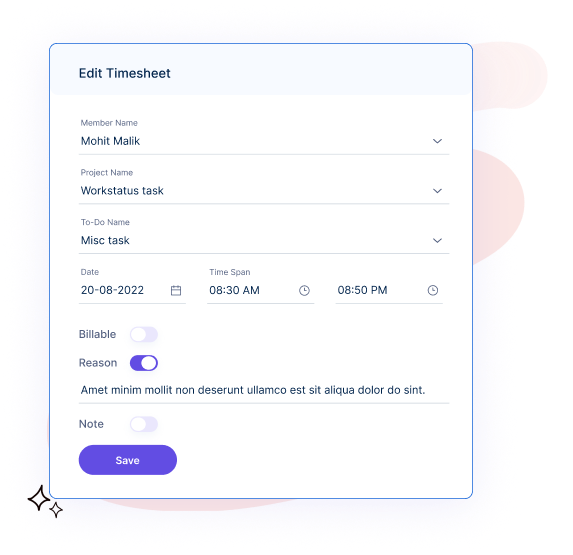 Edit Timesheet
Member Name
Mohit Malik
Project Name
Workstatus task
To-Do Name
Misc task
Date Time Span
20-08-2022 08:30 AM 08:50 PM
Billable
Reason
Amet minim mollit non deserunt ullamco est sit aliqua dolor do sint.
Note
Save